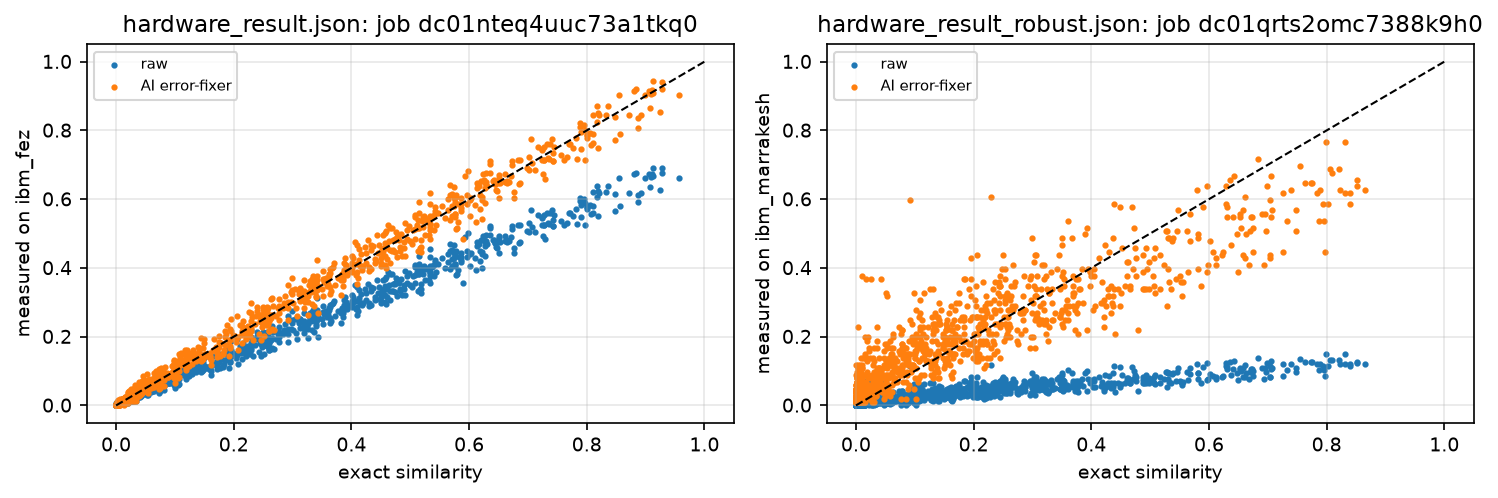 hardware_result.json: job dc01nteq4uuc73a1tkq0
raw
AI error-fixer
measured on ibm_fez
1.0
0.8
0.6
0.4
0.2
0.0
0.0 0.2 0.4 0.6 0.8 1.0
exact similarity
hardware_result_robust.json: job dc01qrts2omc7388k9h0
raw
AI error-fixer
measured on ibm_marrakesh
1.0
0.8
0.6
0.4
0.2
0.0
0.0 0.2 0.4 0.6 0.8 1.0
exact similarity